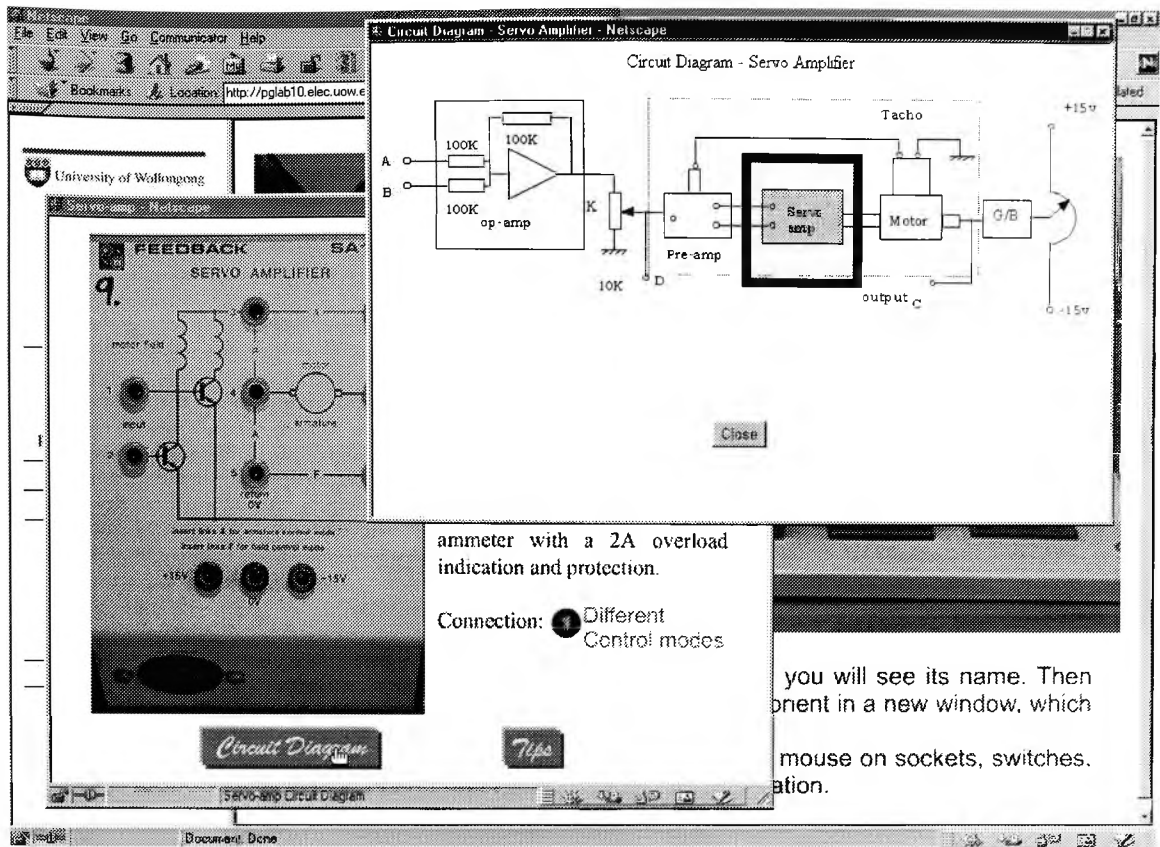 Netscape
File Edit View Go Communicator Help
Bookmarks Location http://pglab10.elec.uow.e
lated
University of Wollongong
Circuit Diagram - Servo Amplifier - Netscape
Circuit Diagram - Servo Amplifier
+15v
Tacho
100K
100K
A
B
100K
op-amp
K
10K
D
Pre-amp
Servo
amp
Motor
G/B
output C
-15v
Close
Servo-amp - Netscape
FEEDBACK SA
SERVO AMPLIFIER
9.
motor field
1
input
2
3
4
5
A
F
armature
return
0V
insert links A for armature control mode
insert links F for field control mode
+15V
0V
-15V
ammeter with a 2A overload
indication and protection.
Connection: 1 Different
Control modes
Circuit Diagram
Tips
Servo-amp Circuit Diagram
you will see its name. Then
onent in a new window, which
mouse on sockets, switches.
ation.
Document: Done